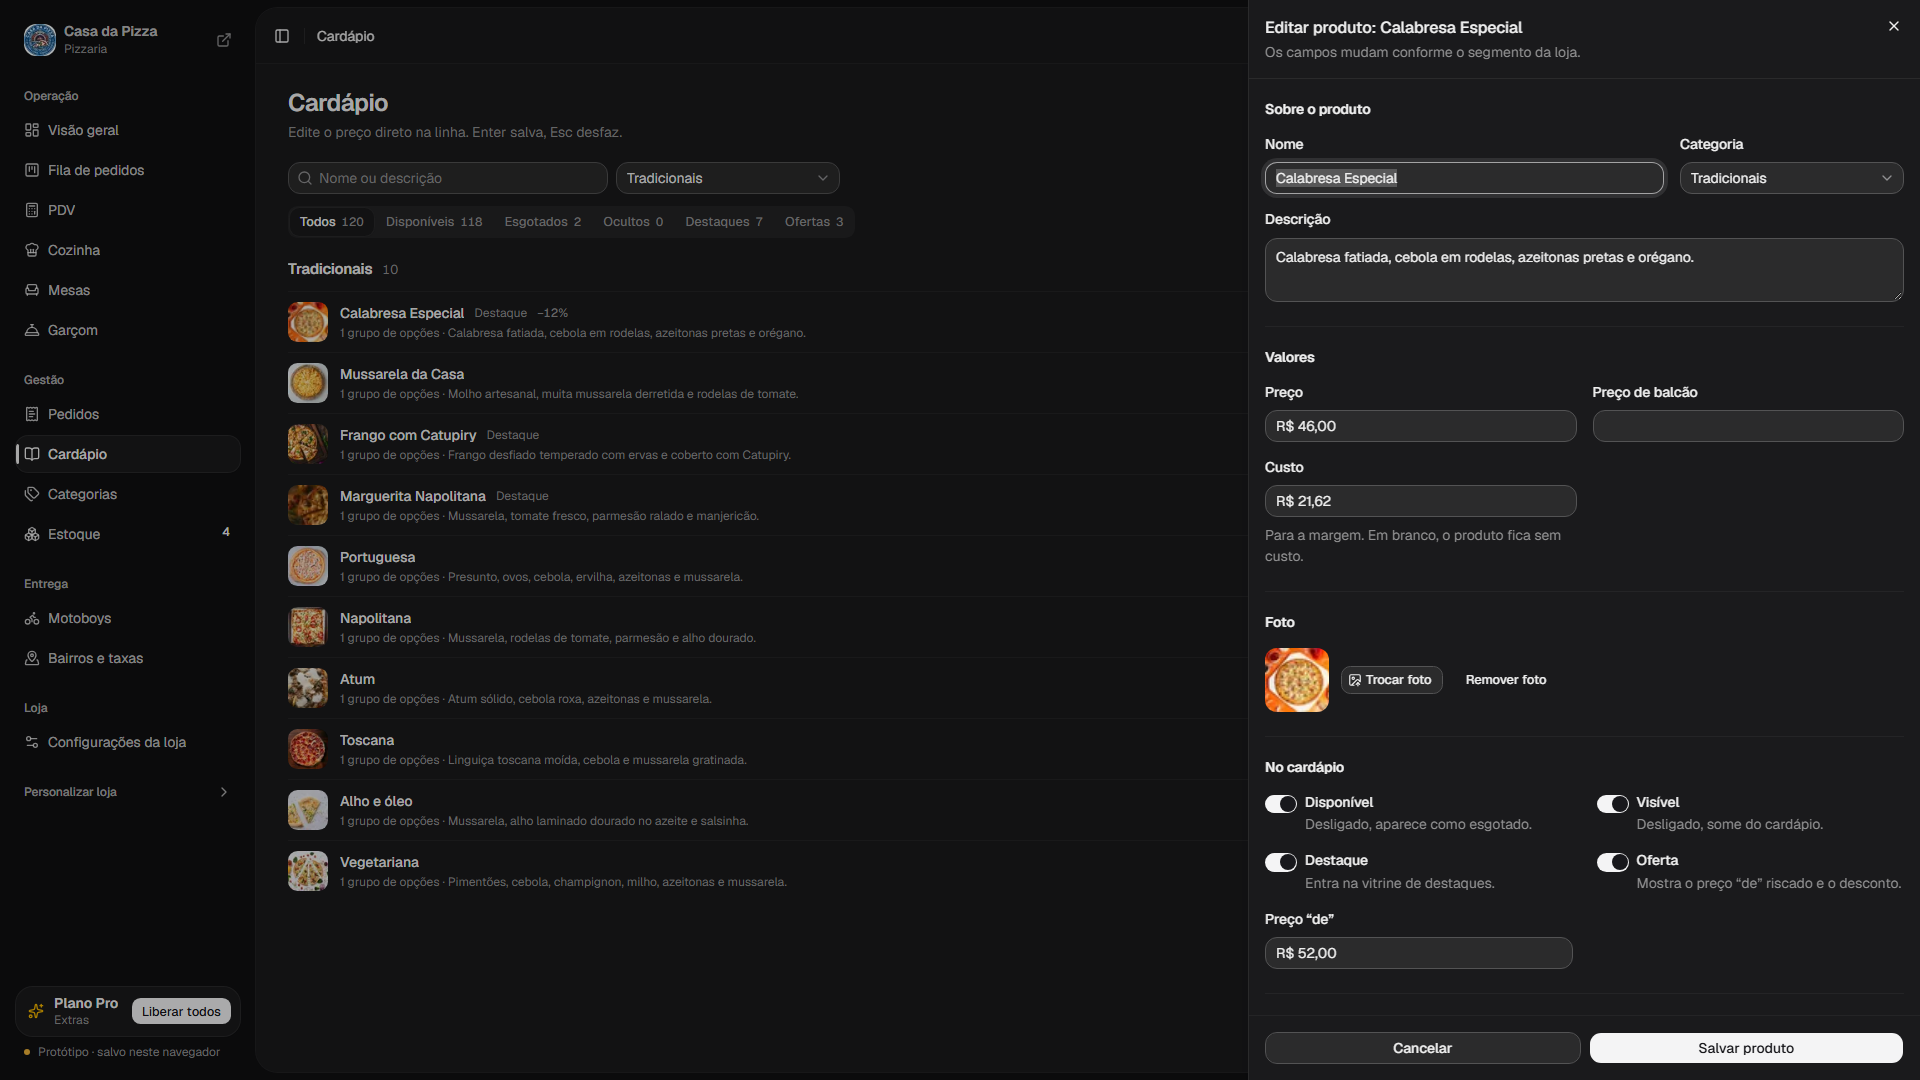 Casa da Pizza
Pizzaria
Operação
Visão geral
Fila de pedidos
PDV
Cozinha
Mesas
Garçom
Gestão
Pedidos
Cardápio
Categorias
Estoque 4
Entrega
Motoboys
Bairros e taxas
Loja
Configurações da loja
Personalizar loja
Plano Pro
Extras
Liberar todos
Protótipo · salvo neste navegador
Cardápio
Cardápio
Edite o preço direto na linha. Enter salva, Esc desfaz.
Nome ou descrição
Tradicionais
Todos 120 Disponíveis 118 Esgotados 2 Ocultos 0 Destaques 7 Ofertas 3
Tradicionais 10
Calabresa Especial Destaque −12%
1 grupo de opções · Calabresa fatiada, cebola em rodelas, azeitonas pretas e orégano.
Mussarela da Casa
1 grupo de opções · Molho artesanal, muita mussarela derretida e rodelas de tomate.
Frango com Catupiry Destaque
1 grupo de opções · Frango desfiado temperado com ervas e coberto com Catupiry.
Marguerita Napolitana Destaque
1 grupo de opções · Mussarela, tomate fresco, parmesão ralado e manjericão.
Portuguesa
1 grupo de opções · Presunto, ovos, cebola, ervilha, azeitonas e mussarela.
Napolitana
1 grupo de opções · Mussarela, rodelas de tomate, parmesão e alho dourado.
Atum
1 grupo de opções · Atum sólido, cebola roxa, azeitonas e mussarela.
Toscana
1 grupo de opções · Linguiça toscana moída, cebola e mussarela gratinada.
Alho e óleo
1 grupo de opções · Mussarela, alho laminado dourado no azeite e salsinha.
Vegetariana
1 grupo de opções · Pimentões, cebola, champignon, milho, azeitonas e mussarela.
Editar produto: Calabresa Especial
Os campos mudam conforme o segmento da loja.
Sobre o produto
Nome Categoria
Calabresa Especial Tradicionais
Descrição
Calabresa fatiada, cebola em rodelas, azeitonas pretas e orégano.
Valores
Preço Preço de balcão
R$ 46,00
Custo
R$ 21,62
Para a margem. Em branco, o produto fica sem
custo.
Foto
Trocar foto Remover foto
No cardápio
Disponível Visível
Desligado, aparece como esgotado. Desligado, some do cardápio.
Destaque Oferta
Entra na vitrine de destaques. Mostra o preço “de” riscado e o desconto.
Preço “de”
R$ 52,00
Cancelar Salvar produto